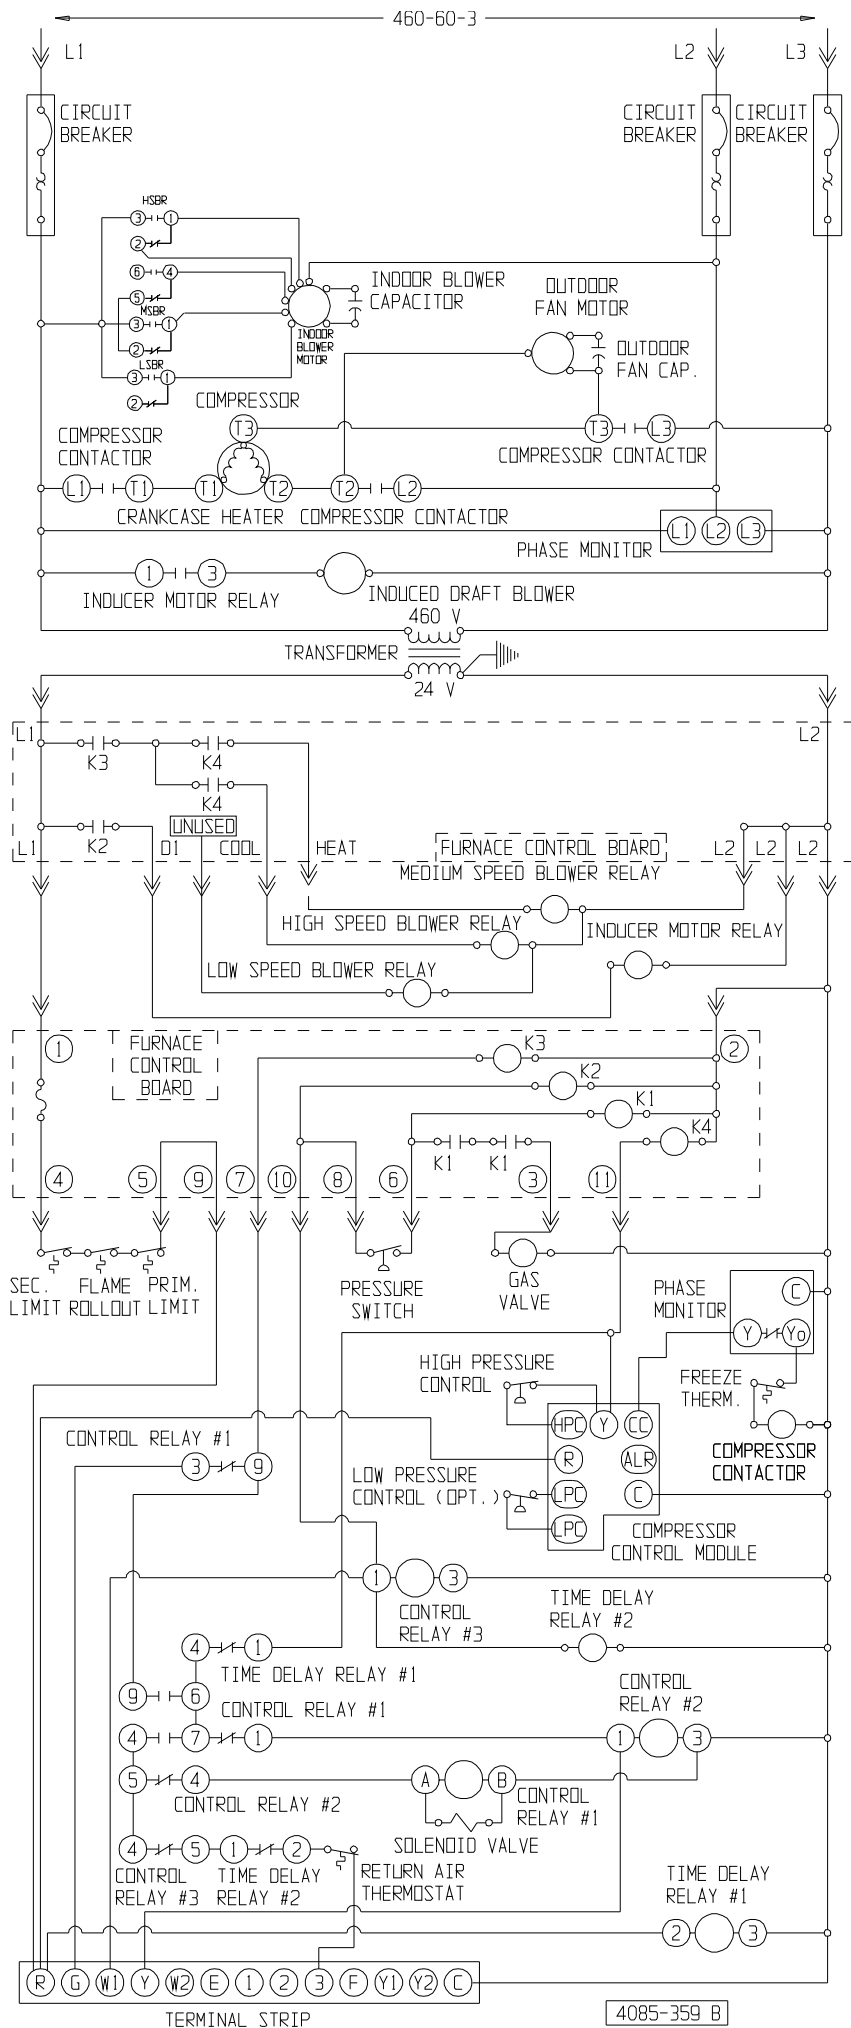 460-60-3
L1
L2
L3
CIRCUIT
BREAKER
CIRCUIT
BREAKER
CIRCUIT
BREAKER
HSBR
3
1
2
6
4
5
MSBR
3
1
2
LSBR
3
1
2
INDOOR BLOWER
CAPACITOR
INDOOR
BLOWER
MOTOR
OUTDOOR
FAN MOTOR
OUTDOOR
FAN CAP.
COMPRESSOR
T3
T3
L3
COMPRESSOR
CONTACTOR
COMPRESSOR CONTACTOR
L1
T1
T1
T2
T2
L2
CRANKCASE HEATER
COMPRESSOR CONTACTOR
PHASE MONITOR
L1
L2
L3
1
3
INDUCER MOTOR RELAY
INDUCED DRAFT BLOWER
460 V
TRANSFORMER
24 V
L1
L2
K3
K4
K4
UNUSED
L1
K2
D1
COOL
HEAT
FURNACE CONTROL BOARD
L2
L2
L2
MEDIUM SPEED BLOWER RELAY
HIGH SPEED BLOWER RELAY
INDUCER MOTOR RELAY
LOW SPEED BLOWER RELAY
1
FURNACE
CONTROL
BOARD
K3
2
K2
K1
K4
K1
K1
4
5
9
7
10
8
6
3
11
SEC.
LIMIT
FLAME
ROLLOUT
PRIM.
LIMIT
PRESSURE
SWITCH
GAS
VALVE
PHASE
MONITOR
C
Y
Yo
HIGH PRESSURE
CONTROL
FREEZE
THERM.
HPC
Y
CC
CONTROL RELAY #1
3
9
R
ALR
COMPRESSOR
CONTACTOR
LOW PRESSURE
CONTROL (OPT.)
LPC
C
LPC
COMPRESSOR
CONTROL MODULE
1
3
CONTROL
RELAY #3
TIME DELAY
RELAY #2
4
1
TIME DELAY RELAY #1
9
6
CONTROL RELAY #1
CONTROL
RELAY #2
4
7
1
1
3
5
4
A
B
CONTROL RELAY #2
CONTROL
RELAY #1
SOLENOID VALVE
4
5
1
2
CONTROL
RELAY #3
TIME DELAY
RELAY #2
RETURN AIR
THERMOSTAT
TIME DELAY
RELAY #1
2
3
R
G
W1
Y
W2
E
1
2
3
F
Y1
Y2
C
TERMINAL STRIP
4085-359 B